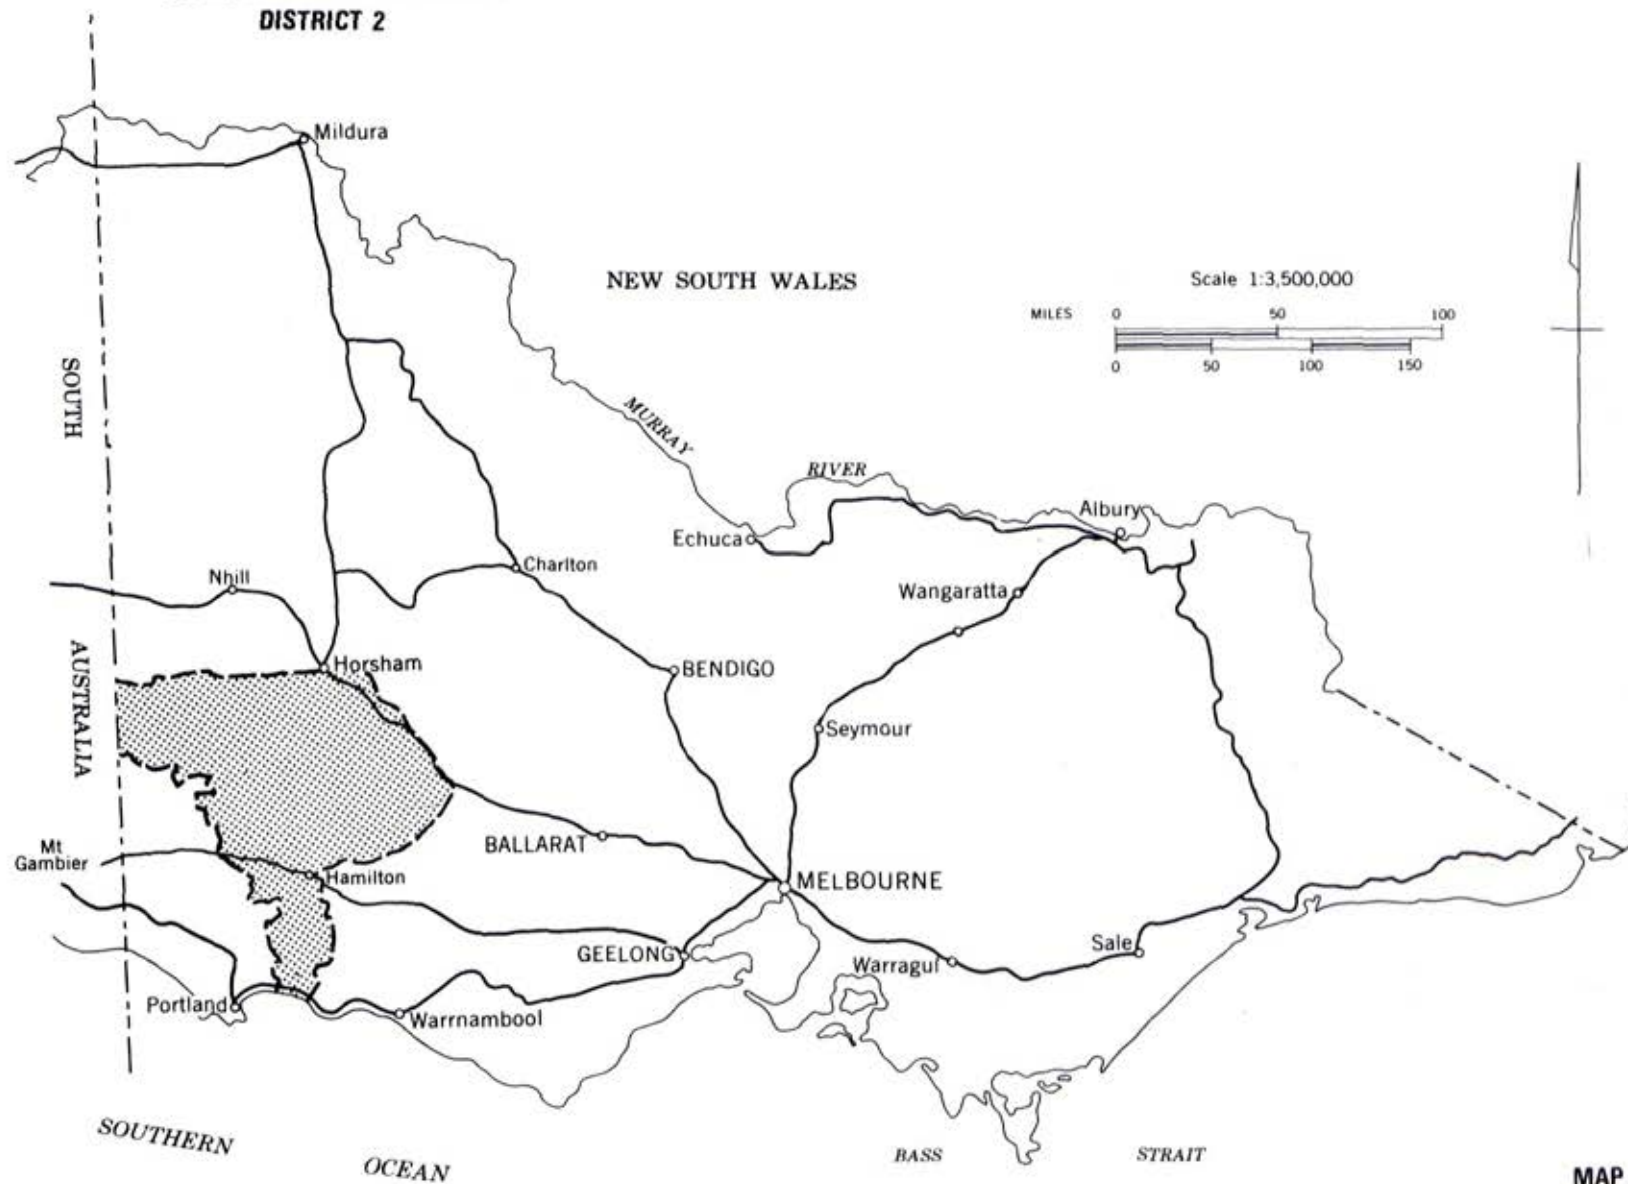 DISTRICT 2
Mildura
NEW SOUTH WALES
Scale 1:3,500,000
MILES 0 50 100
0 50 100 150
SOUTH
AUSTRALIA
MURRAY
RIVER
Echuca
Albury
Nhill
Charlton
Wangaratta
Horsham
BENDIGO
Seymour
Mt
Gambier
BALLARAT
Hamilton
MELBOURNE
GEELONG
Warragul
Sale
Portland
Warrnambool
SOUTHERN
OCEAN
BASS STRAIT
MAP